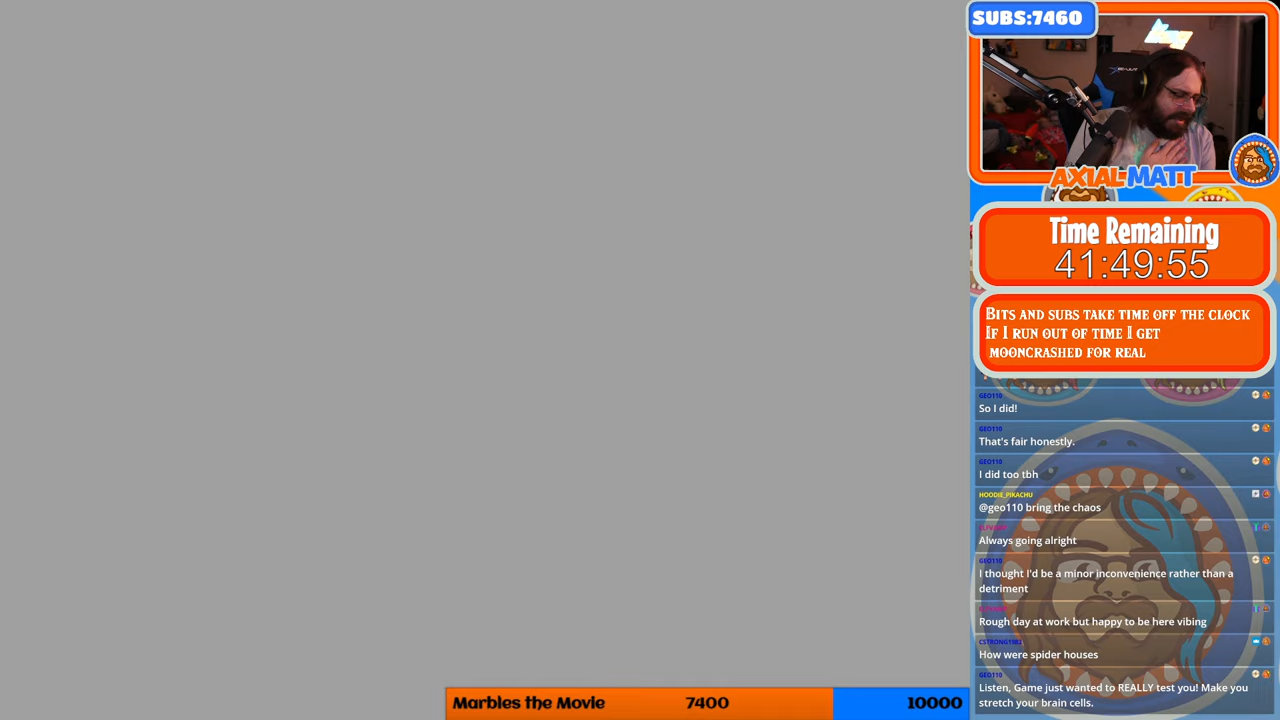 SUBS:7460
AXIALMATT
Time Remaining
41:49:55
BITS AND SUBS TAKE TIME OFF THE CLOCK
IF I RUN OUT OF TIME I GET
MOONCRASHED FOR REAL
GEO110
So I did!
GEO110
That's fair honestly.
GEO110
I did too tbh
HOODIE_PIKACHU
@geo110 bring the chaos
Always going alright
GEO110
I thought I'd be a minor inconvenience rather than a
detriment
Rough day at work but happy to be here vibing
How were spider houses
GEO110
Listen, Game just wanted to REALLY test you! Make you
stretch your brain cells.
Marbles the Movie 7400 10000